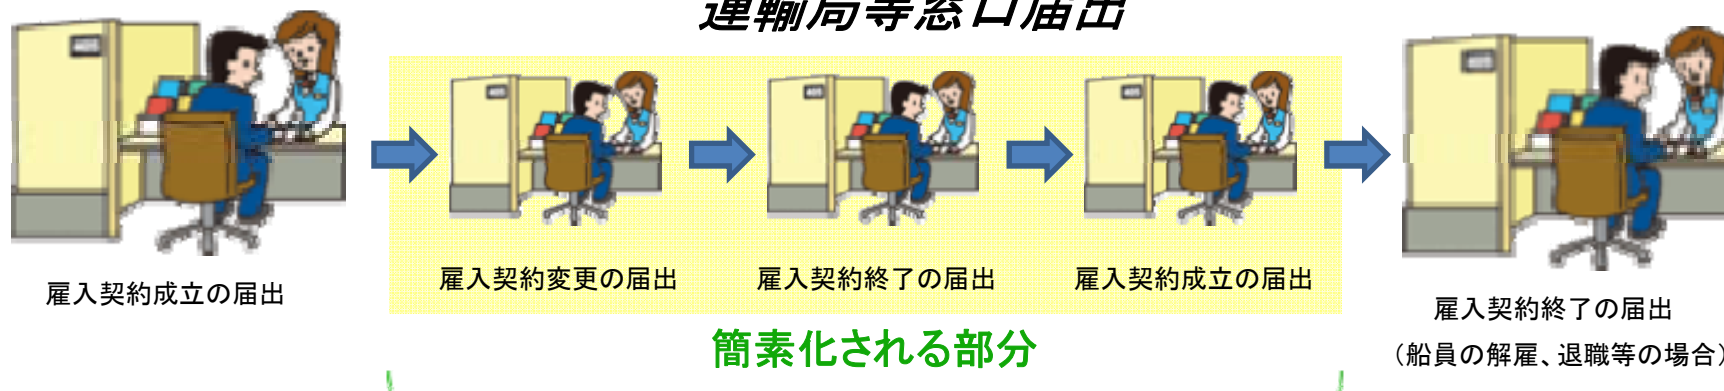 運輸局等窓口届出
雇入契約成立の届出
雇入契約変更の届出
雇入契約終了の届出
雇入契約成立の届出
雇入契約終了の届出
（船員の解雇、退職等の場合）
簡素化される部分